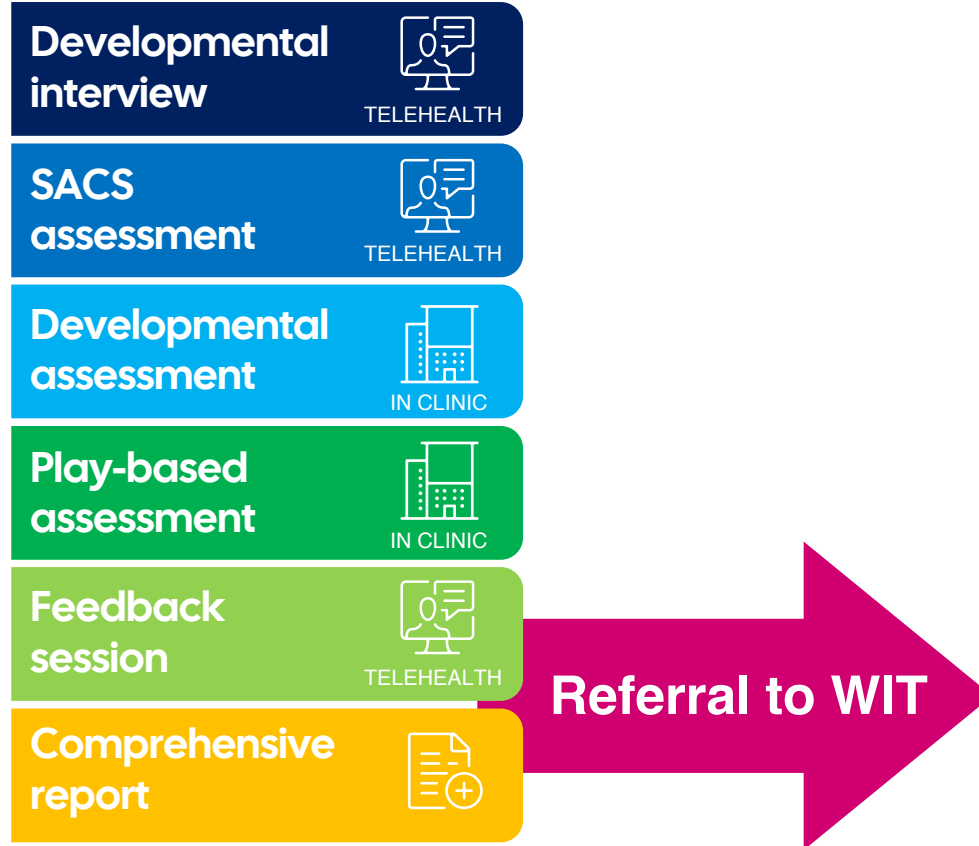 Developmental
interview
TELEHEALTH
SACS
assessment
TELEHEALTH
Developmental
assessment
IN CLINIC
Play-based
assessment
IN CLINIC
Feedback
session
TELEHEALTH
Referral to WIT
Comprehensive
report